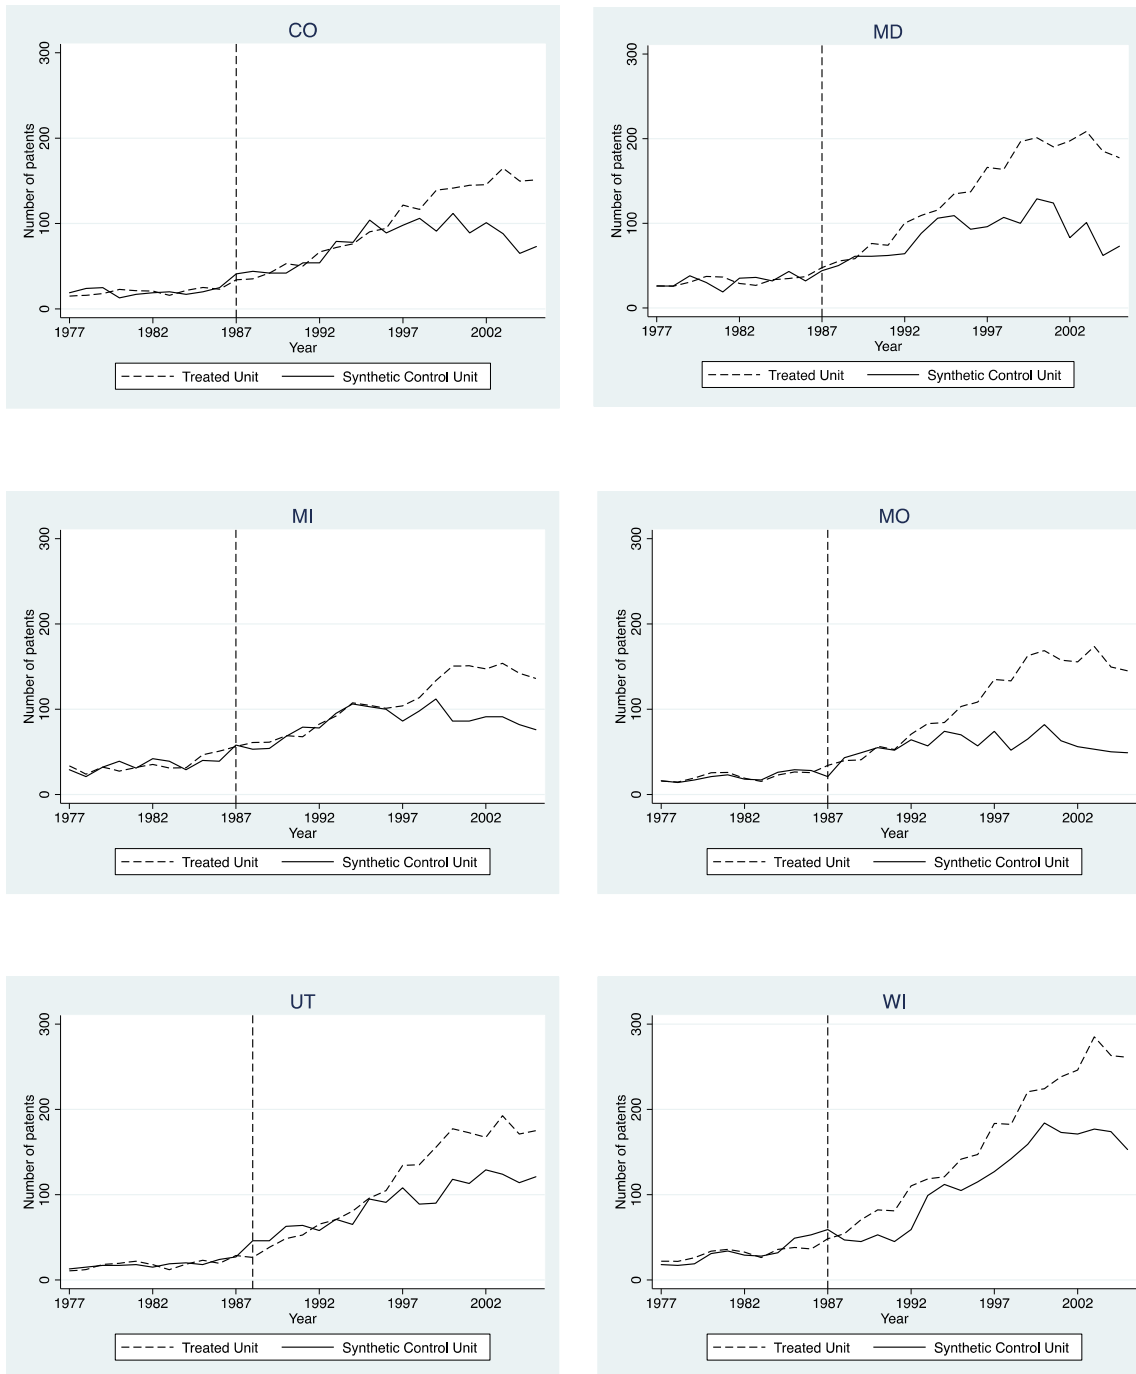 CO
Number of patents
300
200
100
0
1977 1982 1987 1992 1997 2002
Year
Treated Unit Synthetic Control Unit
MD
Number of patents
300
200
100
0
1977 1982 1987 1992 1997 2002
Year
Treated Unit Synthetic Control Unit
MI
Number of patents
300
200
100
0
1977 1982 1987 1992 1997 2002
Year
Treated Unit Synthetic Control Unit
MO
Number of patents
300
200
100
0
1977 1982 1987 1992 1997 2002
Year
Treated Unit Synthetic Control Unit
UT
Number of patents
300
200
100
0
1977 1982 1987 1992 1997 2002
Year
Treated Unit Synthetic Control Unit
WI
Number of patents
300
200
100
0
1977 1982 1987 1992 1997 2002
Year
Treated Unit Synthetic Control Unit